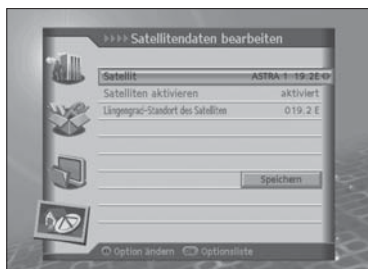 Satellitendaten bearbeiten
Satellit ASTRA 1 19.2E
Satelliten aktivieren aktiviert
Längengrad-Standort des Satelliten 019.2 E
Speichern
Option ändern Optionsliste